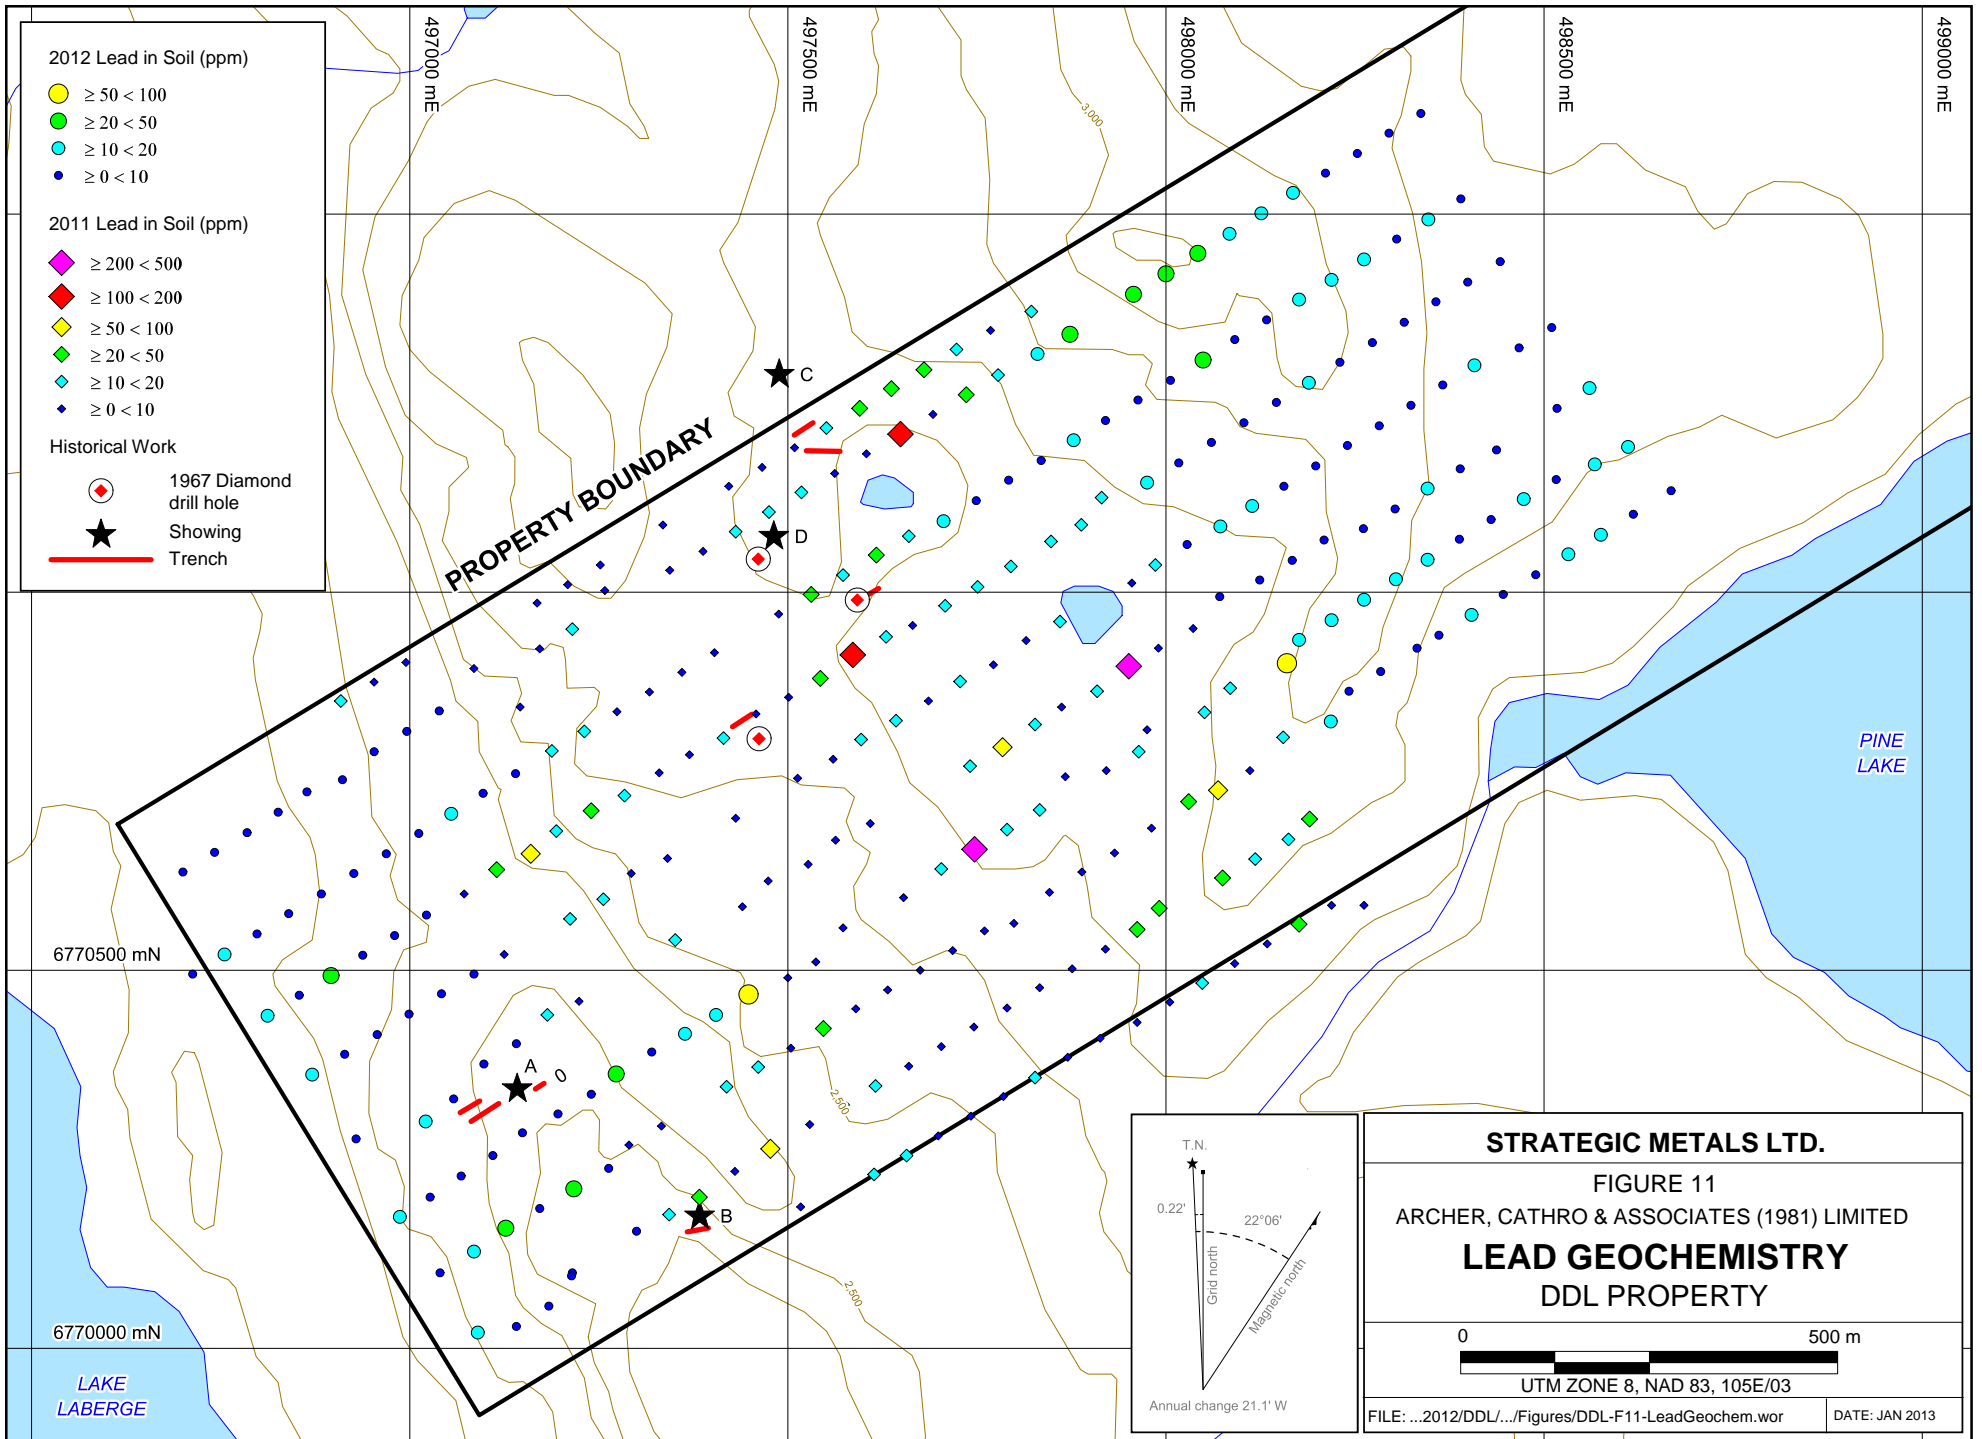 2012 Lead in Soil (ppm)
≥ 50 < 100
≥ 20 < 50
≥ 10 < 20
≥ 0 < 10
2011 Lead in Soil (ppm)
≥ 200 < 500
≥ 100 < 200
≥ 50 < 100
≥ 20 < 50
≥ 10 < 20
≥ 0 < 10
Historical Work
1967 Diamond
drill hole
Showing
Trench
497000 mE
497500 mE
498000 mE
498500 mE
499000 mE
3,000
C
PROPERTY BOUNDARY
D
PINE
LAKE
6770500 mN
A
0
2,500
B
2,500
6770000 mN
LAKE
LABERGE
T.N.
0.22'
22°06'
Grid north
Magnetic north
Annual change 21.1' W
STRATEGIC METALS LTD.
FIGURE 11
ARCHER, CATHRO & ASSOCIATES (1981) LIMITED
LEAD GEOCHEMISTRY
DDL PROPERTY
0 500 m
UTM ZONE 8, NAD 83, 105E/03
FILE: ...2012/DDL/.../Figures/DDL-F11-LeadGeochem.wor
DATE: JAN 2013